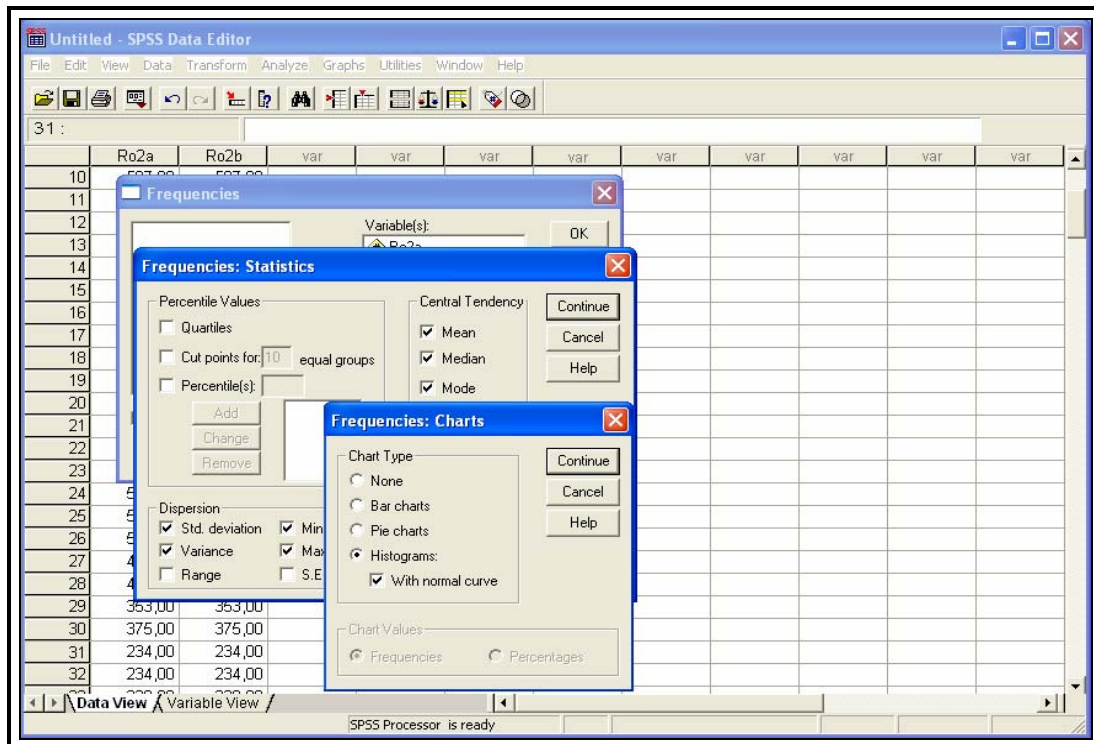 Untitled - SPSS Data Editor
File Edit View Data Transform Analyze Graphs Utilities Window Help
31 :
Ro2a Ro2b var var var var var var var var var
10
11
12
13
14
15
16
17
18
19
20
21
22
23
24
25
26
27
28
29 353,00 353,00
30 375,00 375,00
31 234,00 234,00
32 234,00 234,00
Frequencies
Variable(s):
Ro2a
OK
Frequencies: Statistics
Percentile Values
Quartiles
Cut points for: 10 equal groups
Percentile(s):
Add
Change
Remove
Central Tendency
Mean
Median
Mode
Continue
Cancel
Help
Dispersion
Std. deviation Min
Variance Max
Range S.E
Frequencies: Charts
Chart Type
None
Bar charts
Pie charts
Histograms:
With normal curve
Continue
Cancel
Help
Chart Values
Frequencies Percentages
Data View Variable View
SPSS Processor is ready